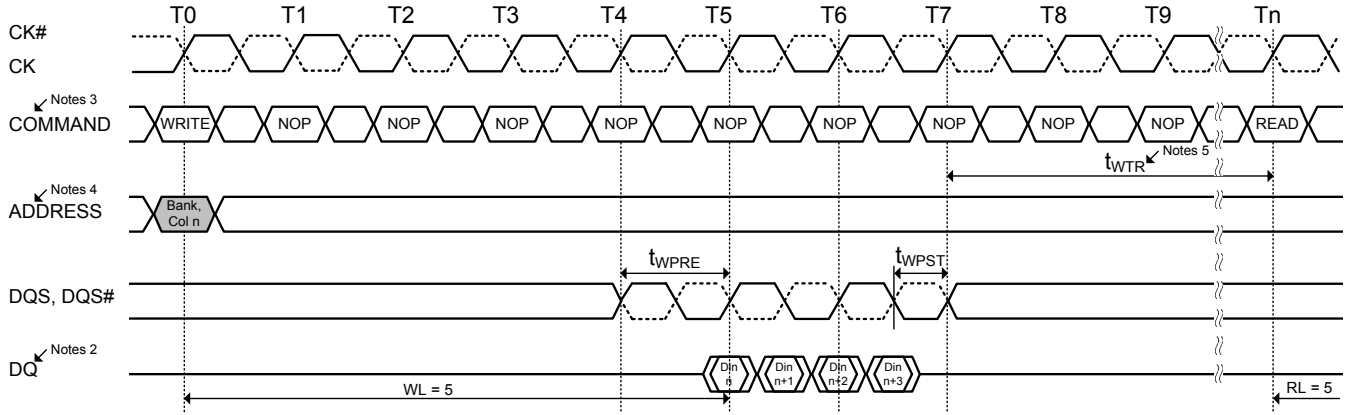 T0 T1 T2 T3 T4 T5 T6 T7 T8 T9 Tn
CK#
CK
Notes 3
COMMAND WRITE NOP NOP NOP NOP NOP NOP NOP NOP NOP READ
tWTR Notes 5
Notes 4
ADDRESS
Bank,
Col n
tWPRE tWPST
DQS, DQS#
Notes 2
DQ
Din
n
Din
n+1
Din
n+2
Din
n+3
WL = 5
RL = 5